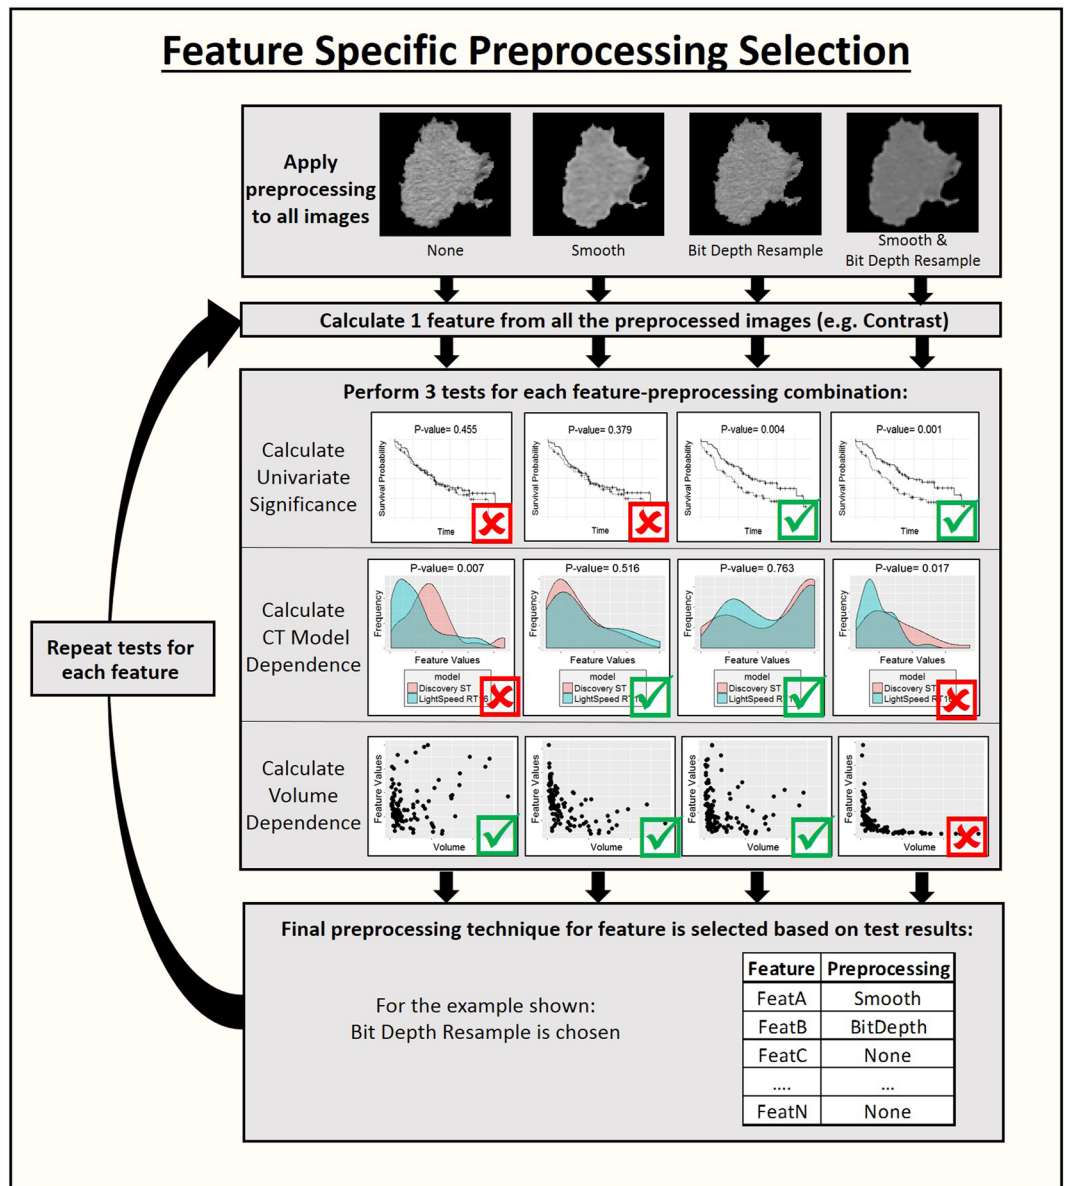 Feature Specific Preprocessing Selection
Apply
preprocessing
to all images
None
Smooth
Bit Depth Resample
Smooth &
Bit Depth Resample
Calculate 1 feature from all the preprocessed images (e.g. Contrast)
Perform 3 tests for each feature-preprocessing combination:
Calculate
Univariate
Significance
P-value= 0.455
Survival Probability
Time
P-value= 0.379
Survival Probability
Time
P-value= 0.004
Survival Probability
Time
P-value= 0.001
Survival Probability
Time
Calculate
CT Model
Dependence
P-value= 0.007
Frequency
Feature Values
model
Discovery ST
LightSpeed
P-value= 0.516
Frequency
Feature Values
model
Discovery ST
LightSpeed
P-value= 0.763
Frequency
Feature Values
model
Discovery ST
LightSpeed
P-value= 0.017
Frequency
Feature Values
model
Discovery ST
LightSpeed
Calculate
Volume
Dependence
Feature Values
Volume
Feature Values
Volume
Feature Values
Volume
Feature Values
Volume
Repeat tests for
each feature
Final preprocessing technique for feature is selected based on test results:
For the example shown:
Bit Depth Resample is chosen
Feature Preprocessing
FeatA Smooth
FeatB BitDepth
FeatC None
.... ...
FeatN None